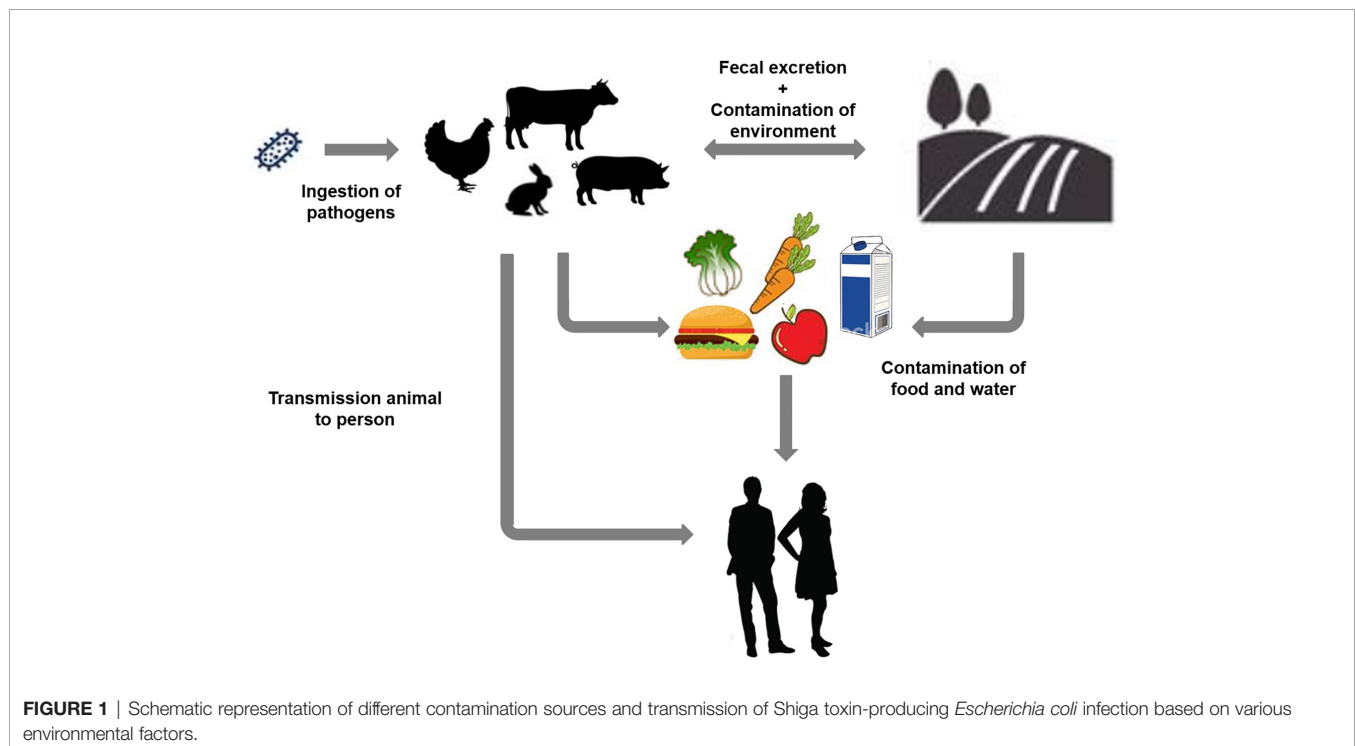 Fecal excretion
+
Contamination of
environment
Ingestion of
pathogens
Contamination of
food and water
Transmission animal
to person
FIGURE 1 | Schematic representation of different contamination sources and transmission of Shiga toxin-producing Escherichia coli infection based on various
environmental factors.